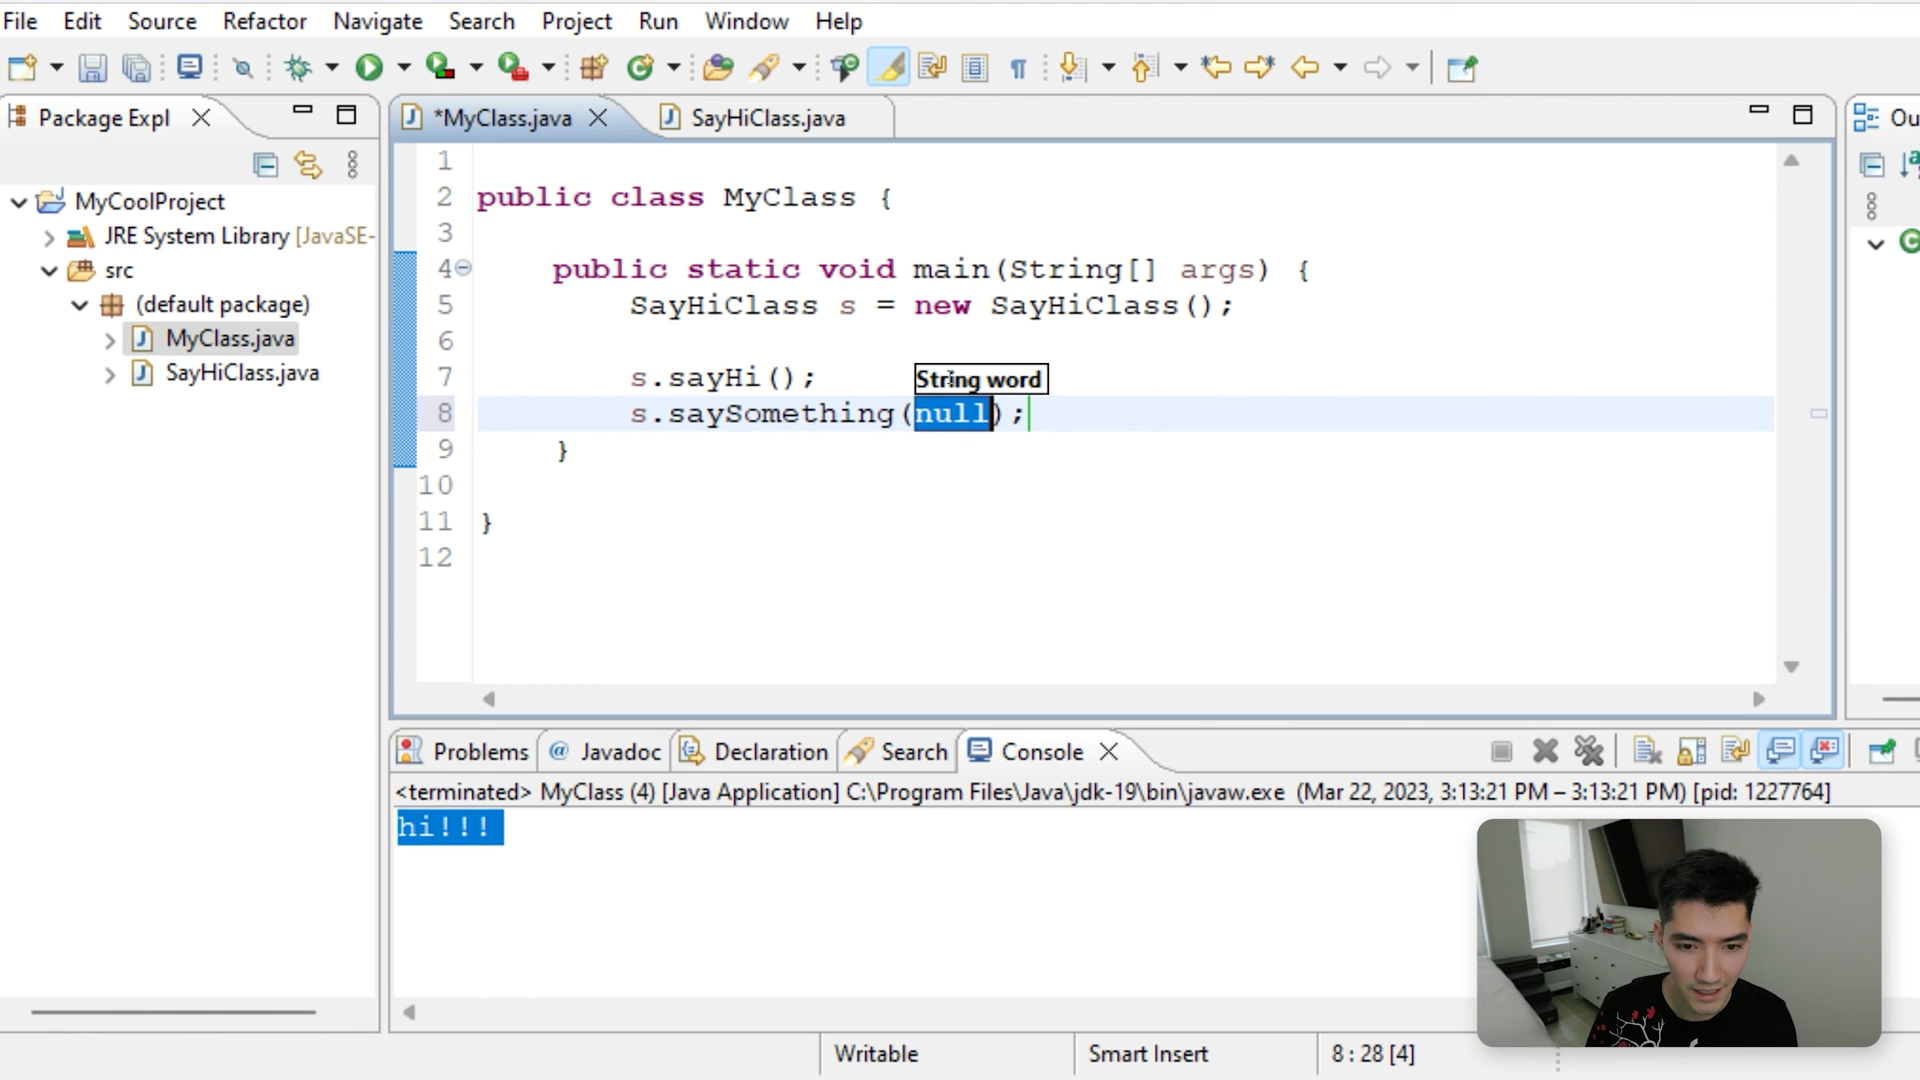 File Edit Source Refactor Navigate Search Project Run Window Help
Package Expl
*MyClass.java
SayHiClass.java
Ou
MyCoolProject
JRE System Library [JavaSE-
src
(default package)
MyClass.java
SayHiClass.java
1
2 public class MyClass {
3
4 public static void main(String[] args) {
5 SayHiClass s = new SayHiClass();
6
7 s.sayHi();
String word
8 s.saySomething(null);
9 }
10
11 }
12
Problems @ Javadoc Declaration Search Console
<terminated> MyClass (4) [Java Application] C:\Program Files\Java\jdk-19\bin\javaw.exe (Mar 22, 2023, 3:13:21 PM – 3:13:21 PM) [pid: 1227764]
hi!!!
Writable Smart Insert 8 : 28 [4]